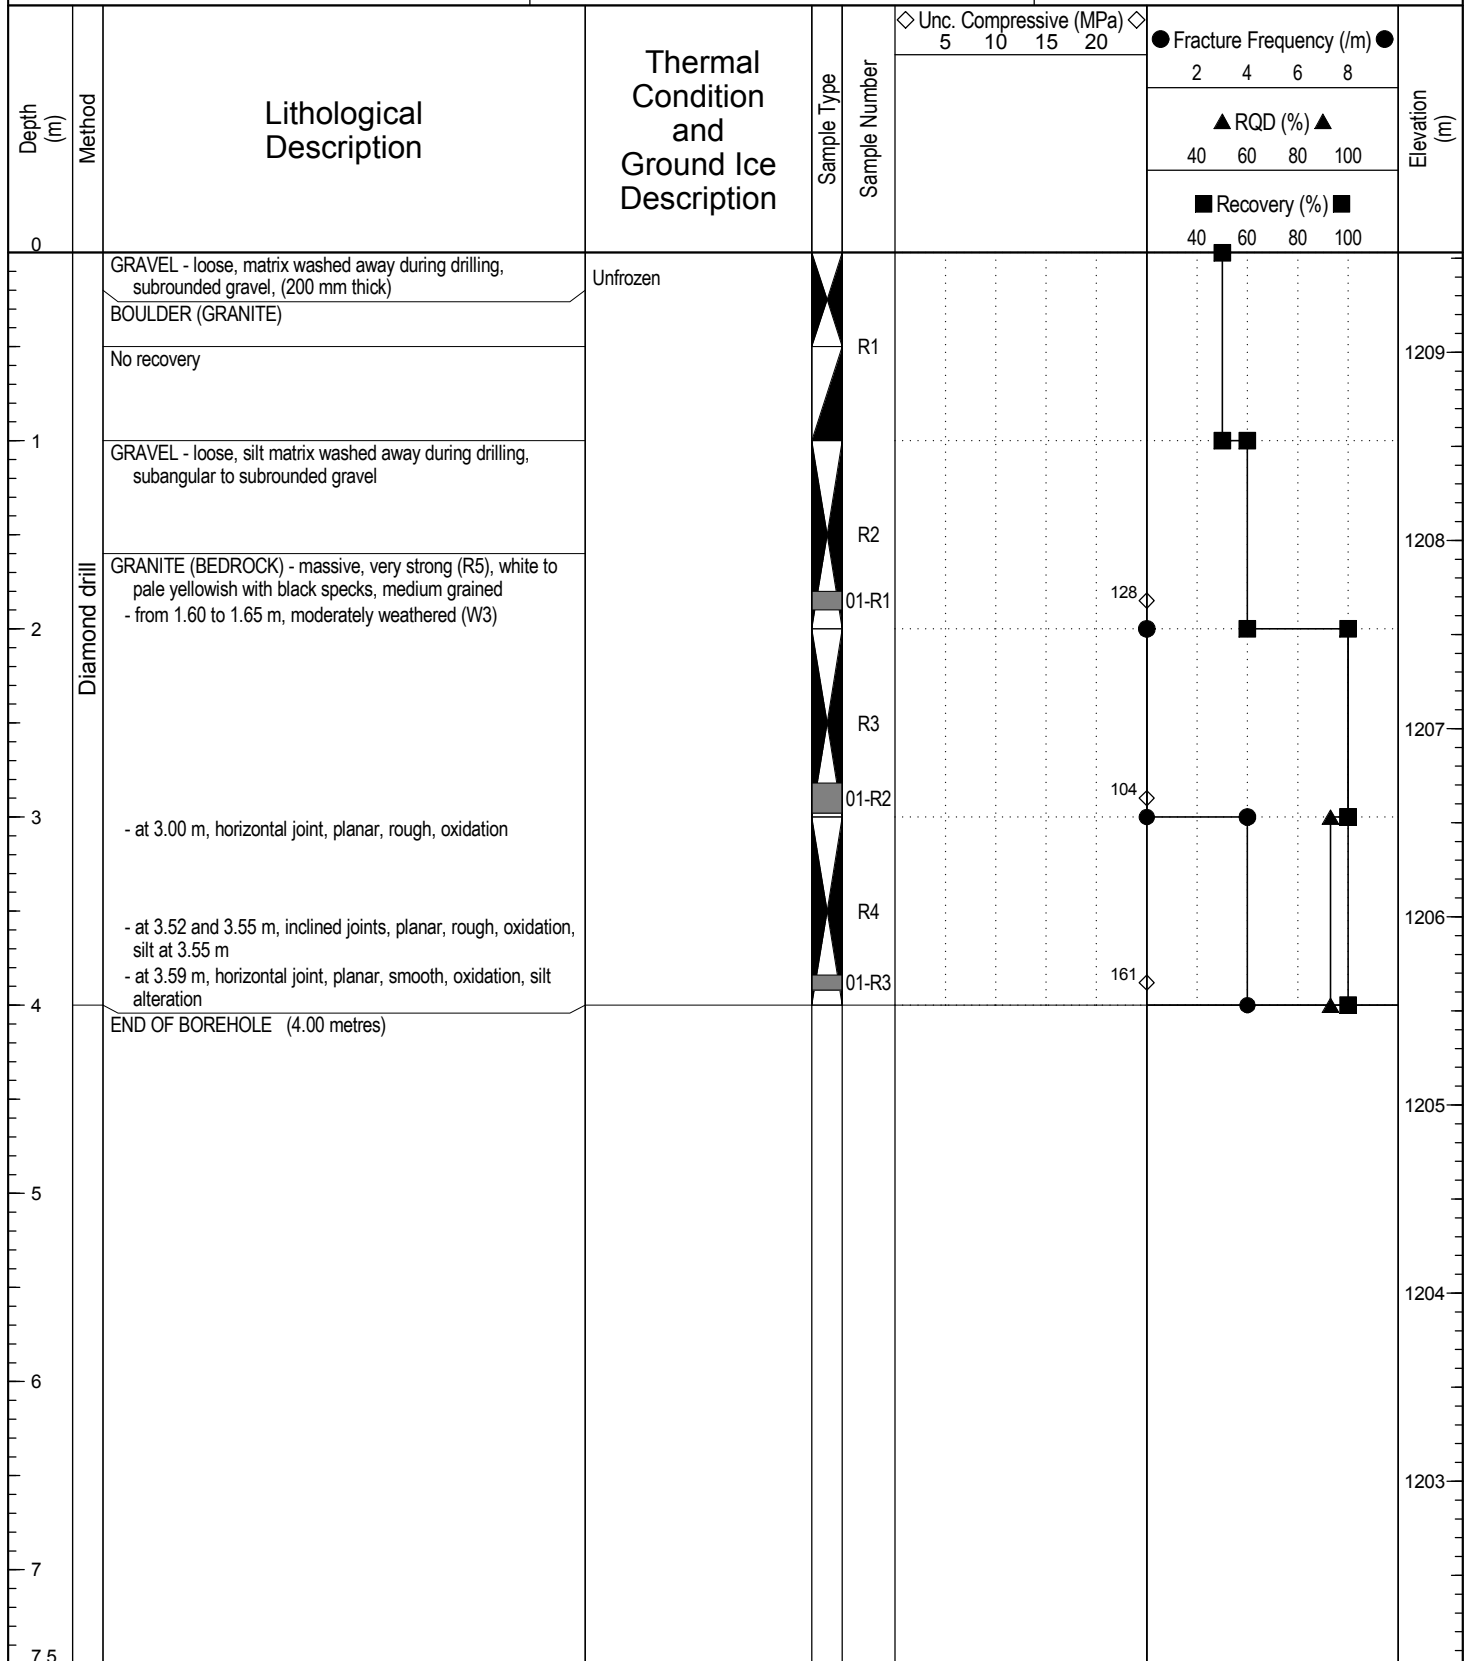 Depth
(m)
Method
Lithological
Description
Thermal
Condition
and
Ground Ice
Description
Sample Type
Sample Number
◇ Unc. Compressive (MPa) ◇
5 10 15 20
● Fracture Frequency (/m) ●
2 4 6 8
▲ RQD (%) ▲
40 60 80 100
■ Recovery (%) ■
40 60 80 100
Elevation
(m)
0
GRAVEL - loose, matrix washed away during drilling,
subrounded gravel, (200 mm thick)
Unfrozen
BOULDER (GRANITE)
R1
1209
No recovery
1
GRAVEL - loose, silt matrix washed away during drilling,
subangular to subrounded gravel
R2
1208
Diamond drill
GRANITE (BEDROCK) - massive, very strong (R5), white to
pale yellowish with black specks, medium grained
- from 1.60 to 1.65 m, moderately weathered (W3)
01-R1
128
2
R3
1207
01-R2
104
3
- at 3.00 m, horizontal joint, planar, rough, oxidation
R4
1206
- at 3.52 and 3.55 m, inclined joints, planar, rough, oxidation,
silt at 3.55 m
- at 3.59 m, horizontal joint, planar, smooth, oxidation, silt
alteration
01-R3
161
4
END OF BOREHOLE (4.00 metres)
1205
5
1204
6
1203
7
7.5